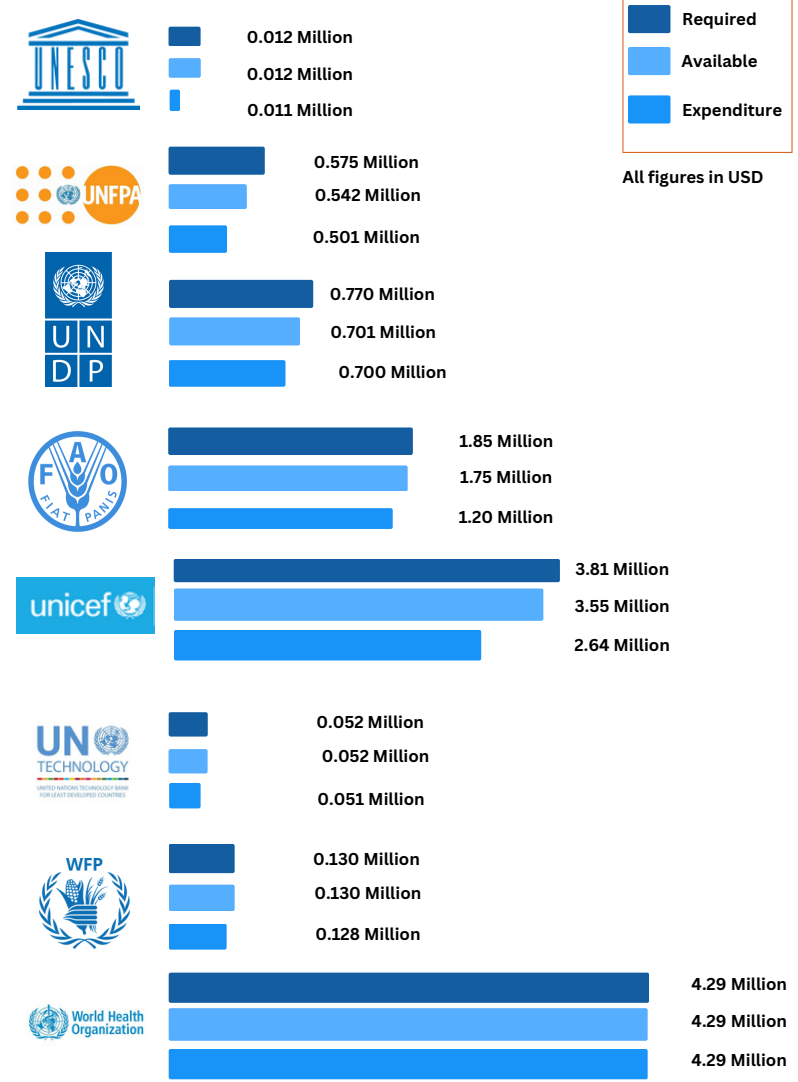 Required
Available
Expenditure
All figures in USD
UNESCO
0.012 Million
0.012 Million
0.011 Million
UNFPA
0.575 Million
0.542 Million
0.501 Million
U N
D P
0.770 Million
0.701 Million
0.700 Million
F A O
FIAT PANIS
1.85 Million
1.75 Million
1.20 Million
unicef
3.81 Million
3.55 Million
2.64 Million
UN
TECHNOLOGY
UNITED NATIONS TECHNOLOGY BANK
FOR LEAST DEVELOPED COUNTRIES
0.052 Million
0.052 Million
0.051 Million
WFP
0.130 Million
0.130 Million
0.128 Million
World Health
Organization
4.29 Million
4.29 Million
4.29 Million